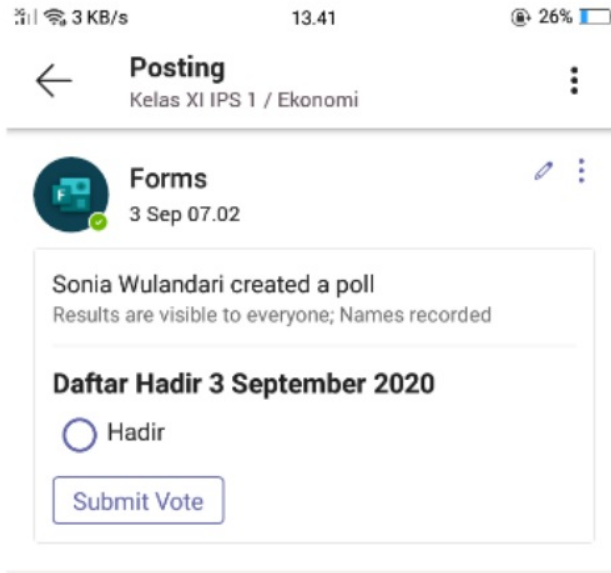 3 KB/s 13.41 26%
Posting
Kelas XI IPS 1 / Ekonomi
Forms
3 Sep 07.02
Sonia Wulandari created a poll
Results are visible to everyone; Names recorded
Daftar Hadir 3 September 2020
Hadir
Submit Vote